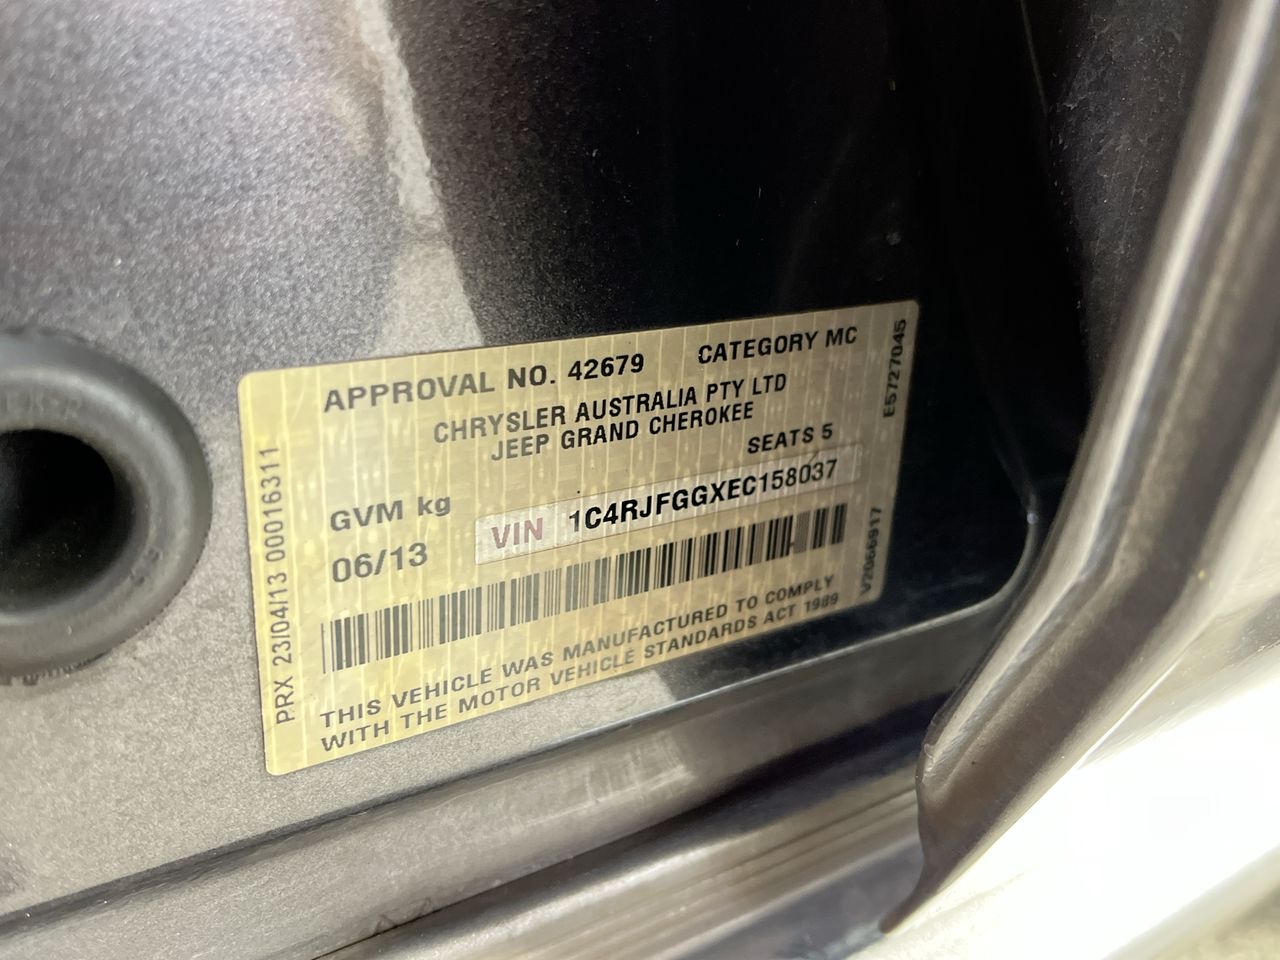 APPROVAL NO. 42679 CATEGORY MC
CHRYSLER AUSTRALIA PTY LTD
JEEP GRAND CHEROKEE
SEATS 5
GVM kg
VIN 1C4RJFGGXEC158037
06/13
THIS VEHICLE WAS MANUFACTURED TO COMPLY
WITH THE MOTOR VEHICLE STANDARDS ACT 1989
PRX 23/04/13 00016311
E5727045
V2066917